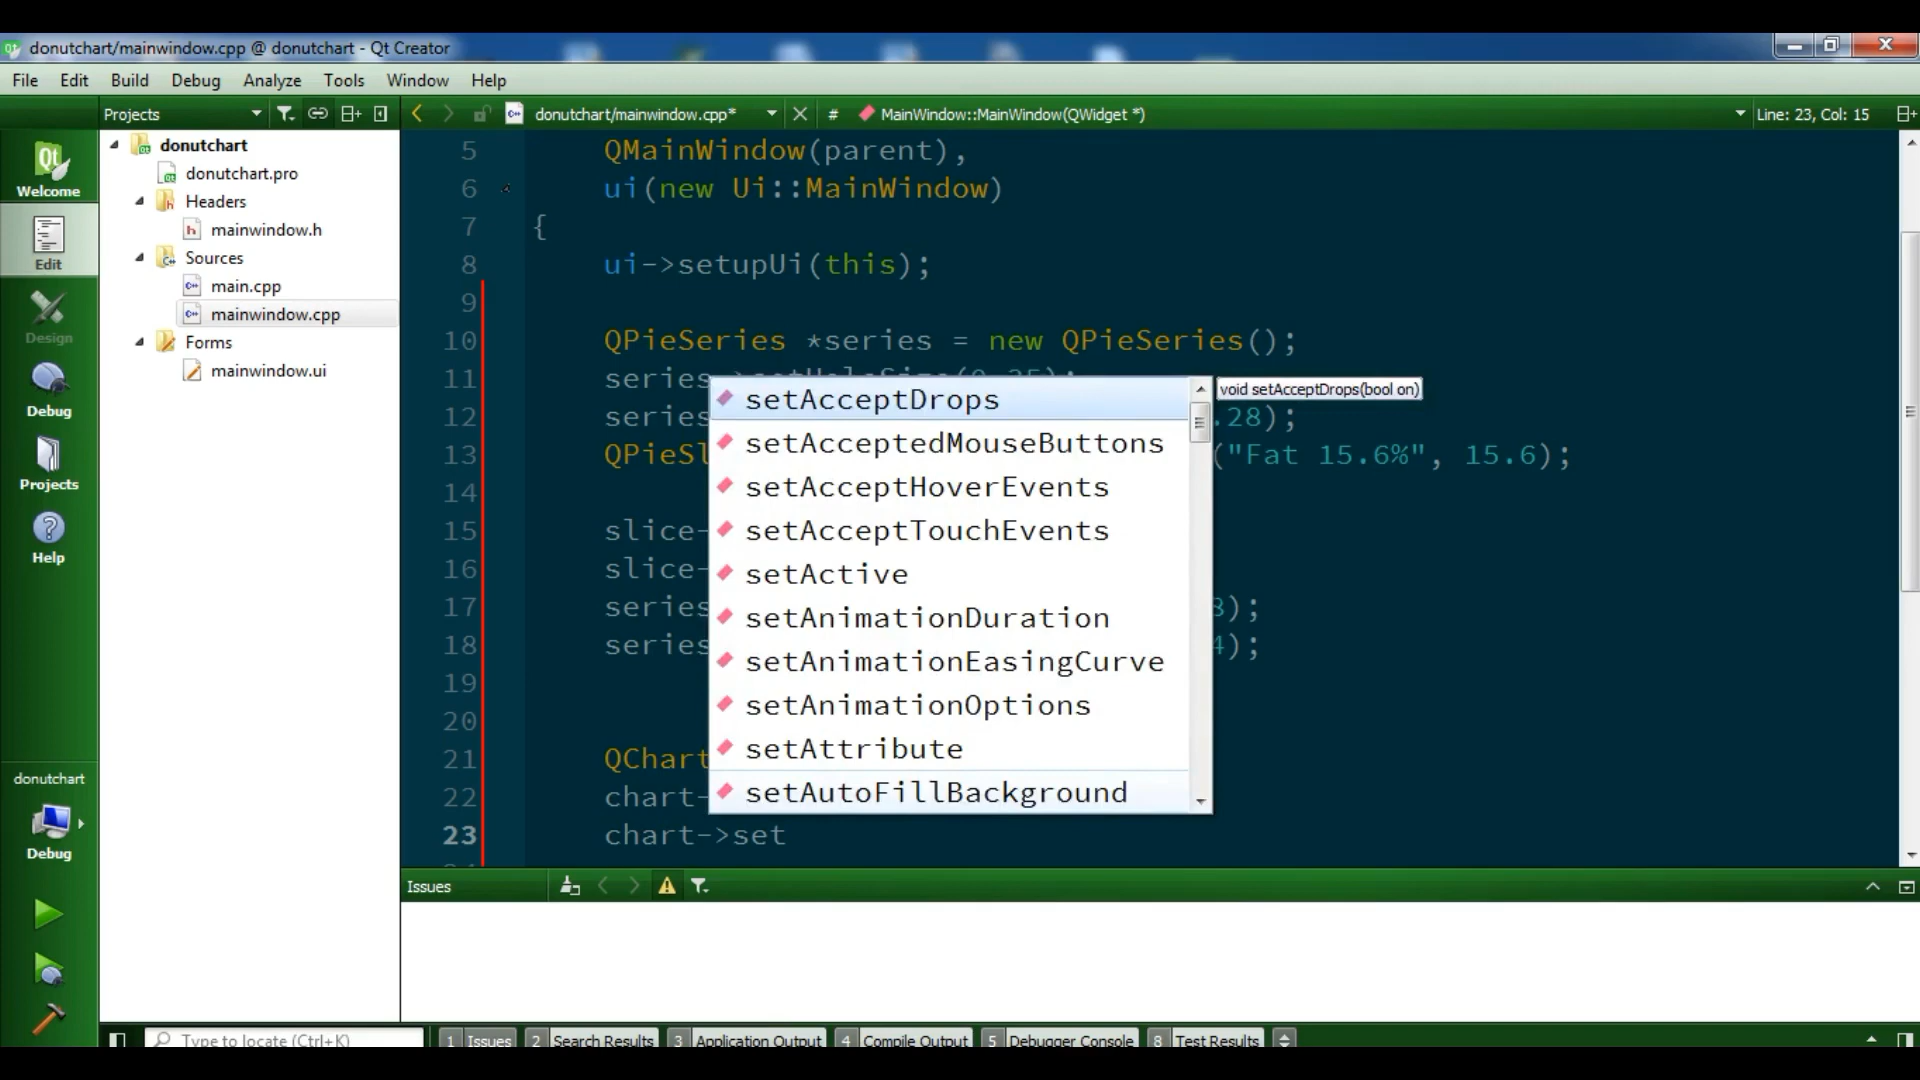 donutchart/mainwindow.cpp @ donutchart - Qt Creator
File Edit Build Debug Analyze Tools Window Help
Projects donutchart/mainwindow.cpp* # MainWindow::MainWindow(QWidget *) Line: 23, Col: 15
Welcome
Edit
Design
Debug
Projects
Help
donutchart
Debug
donutchart
donutchart.pro
Headers
mainwindow.h
Sources
main.cpp
mainwindow.cpp
Forms
mainwindow.ui
5 QMainWindow(parent),
6 ui(new Ui::MainWindow)
7 {
8 ui->setupUi(this);
9
10 QPieSeries *series = new QPieSeries();
11 series->setHoleSize(0.35);
12 series .28);
13 QPieSl ("Fat 15.6%", 15.6);
14
15 slice-
16 slice-
17 series 8);
18 series 4);
19
20
21 QChart
22 chart-
23 chart->set
setAcceptDrops
setAcceptedMouseButtons
setAcceptHoverEvents
setAcceptTouchEvents
setActive
setAnimationDuration
setAnimationEasingCurve
setAnimationOptions
setAttribute
setAutoFillBackground
void setAcceptDrops(bool on)
Issues
Type to locate (Ctrl+K) 1 Issues 2 Search Results 3 Application Output 4 Compile Output 5 Debugger Console 8 Test Results